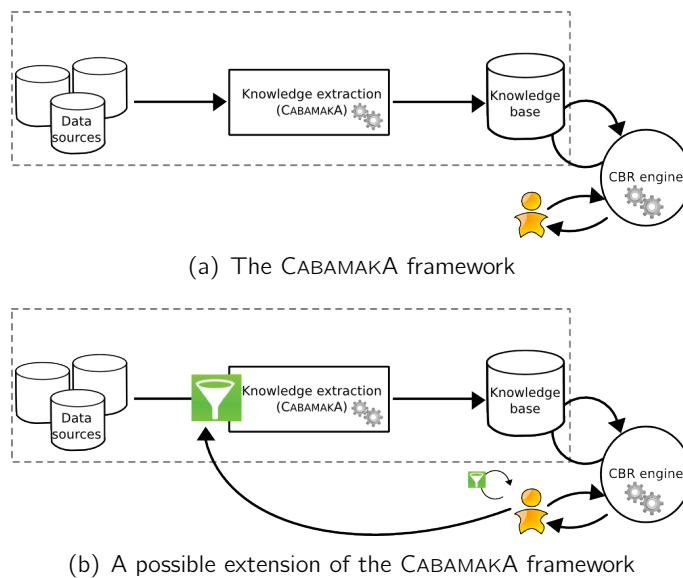 Data
sources
Knowledge extraction
(CABAMAKA)
Knowledge
base
CBR engine
(a) The CABAMAKA framework
Data
sources
Knowledge extraction
(CABAMAKA)
Knowledge
base
CBR engine
(b) A possible extension of the CABAMAKA framework